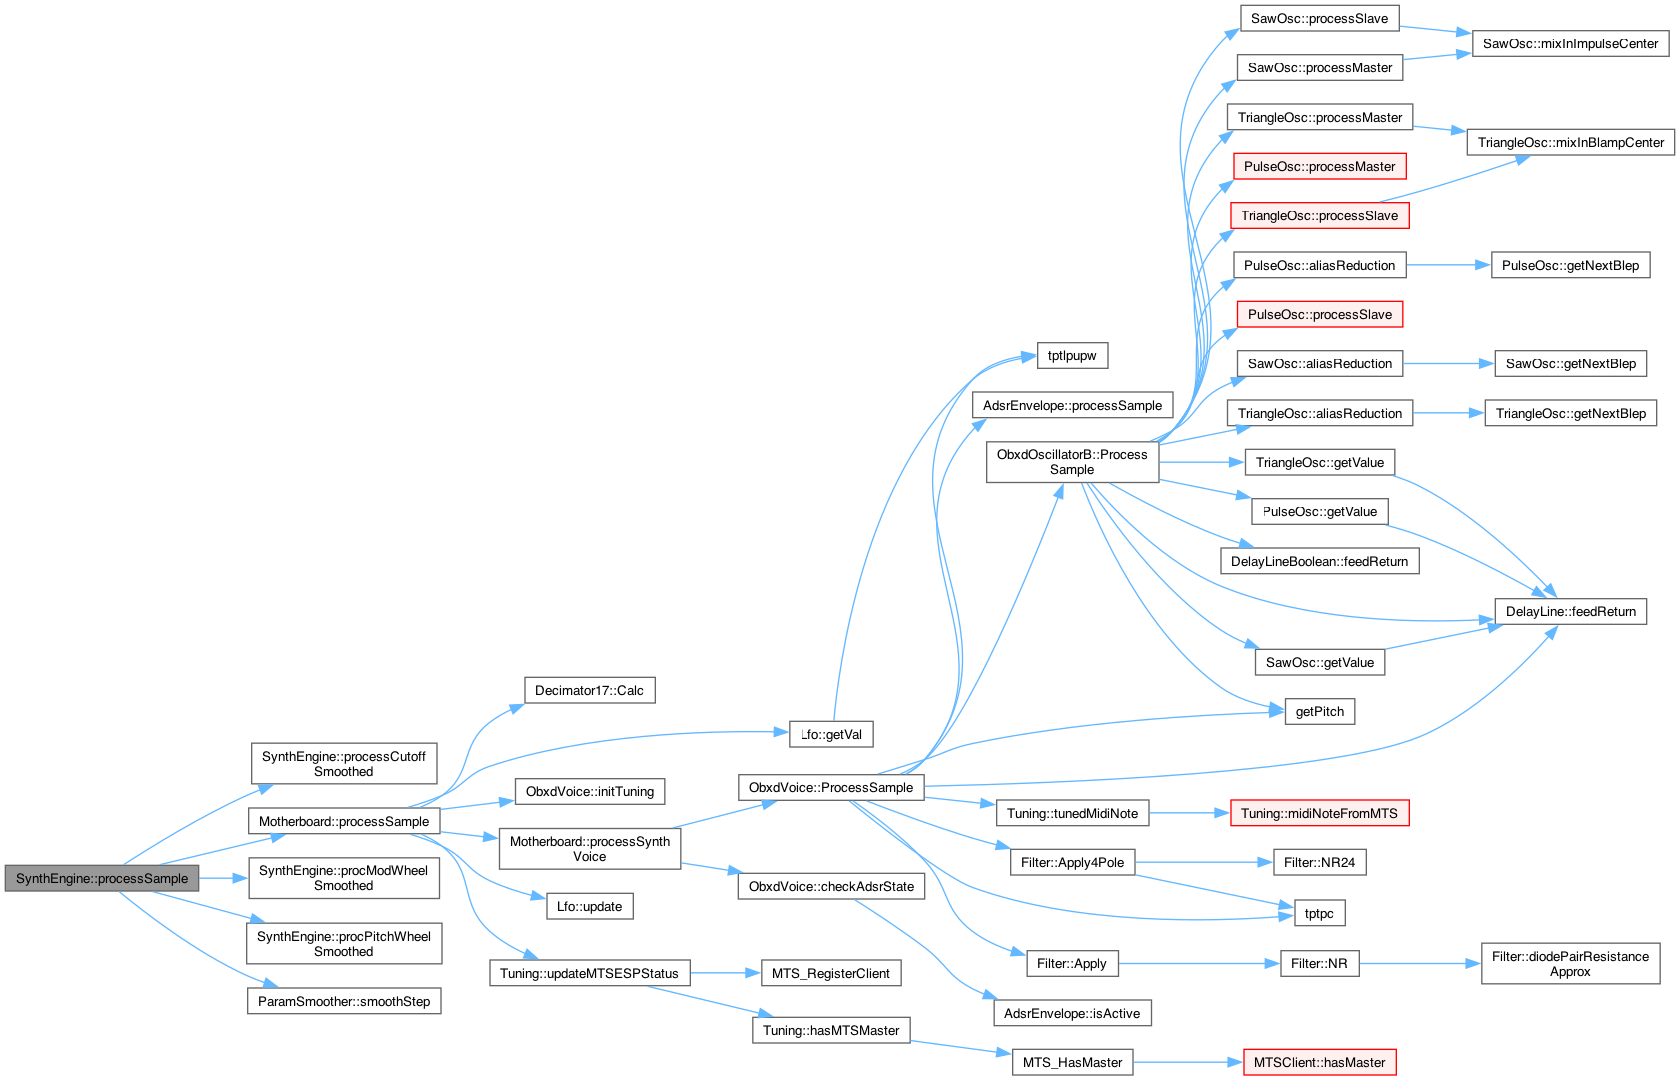 SawOsc::processSlave
SawOsc::mixInImpulseCenter
SawOsc::processMaster
TriangleOsc::processMaster
TriangleOsc::mixInBlampCenter
PulseOsc::processMaster
TriangleOsc::processSlave
PulseOsc::aliasReduction
PulseOsc::getNextBlep
PulseOsc::processSlave
tptlpupw
SawOsc::aliasReduction
SawOsc::getNextBlep
AdsrEnvelope::processSample
TriangleOsc::aliasReduction
TriangleOsc::getNextBlep
ObxdOscillatorB::Process
Sample
TriangleOsc::getValue
PulseOsc::getValue
DelayLineBoolean::feedReturn
DelayLine::feedReturn
SawOsc::getValue
Decimator17::Calc
getPitch
Lfo::getVal
SynthEngine::processCutoff
Smoothed
ObxdVoice::initTuning
ObxdVoice::ProcessSample
Motherboard::processSample
Tuning::tunedMidiNote
Tuning::midiNoteFromMTS
Motherboard::processSynth
Voice
Filter::Apply4Pole
Filter::NR24
SynthEngine::processSample
SynthEngine::procModWheel
Smoothed
ObxdVoice::checkAdsrState
Lfo::update
tptpc
SynthEngine::procPitchWheel
Smoothed
Filter::Apply
Filter::NR
Filter::diodePairResistance
Approx
Tuning::updateMTSESPStatus
MTS_RegisterClient
ParamSmoother::smoothStep
AdsrEnvelope::isActive
Tuning::hasMTSMaster
MTS_HasMaster
MTSClient::hasMaster